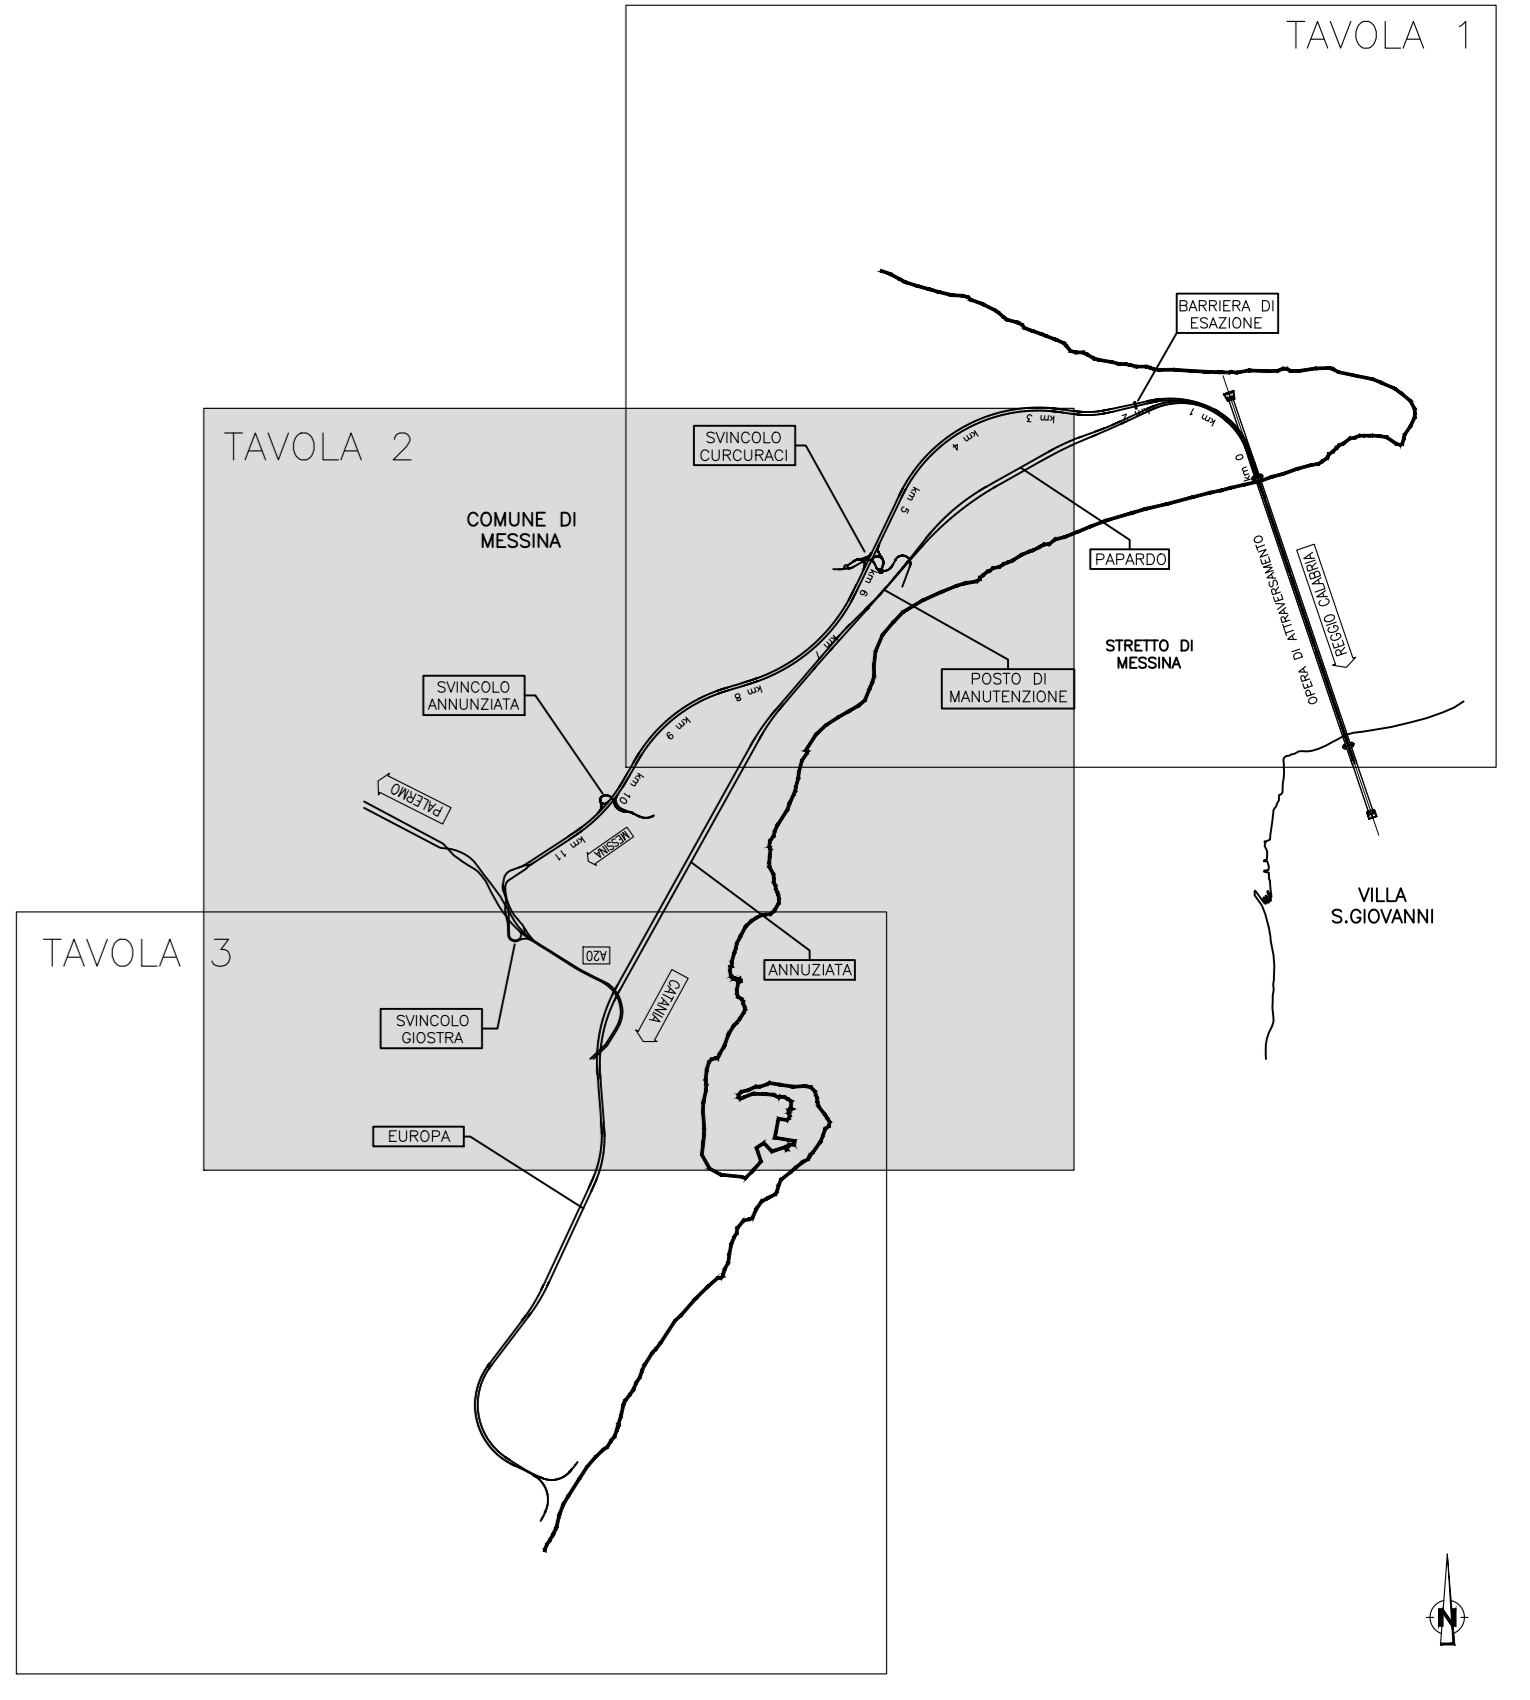 TAVOLA 1
BARRIERA DI
ESAZIONE
TAVOLA 2
SVINCOLO
CURCURACI
COMUNE DI
MESSINA
km 0
km 1
km 2
km 3
km 4
km 5
km 6
km 7
km 8
km 9
km 10
km 11
PAPARDO
OPERA DI ATTRAVERSAMENTO
REGGIO CALABRIA
STRETTO DI
MESSINA
POSTO DI
MANUTENZIONE
SVINCOLO
ANNUNZIATA
PALERMO
MESSINA
VILLA
S.GIOVANNI
TAVOLA 3
A20
ANNUZIATA
CATANIA
SVINCOLO
GIOSTRA
EUROPA
N